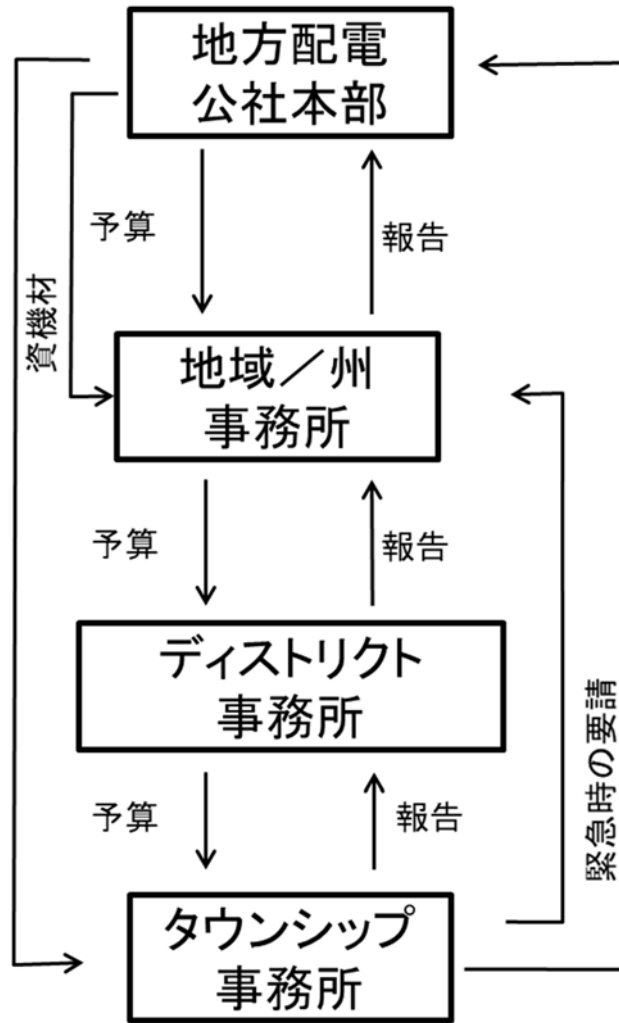 地方配電
公社本部
予算
報告
資機材
地域／州
事務所
予算
報告
ディストリクト
事務所
緊急時の要請
予算
報告
タウンシップ
事務所